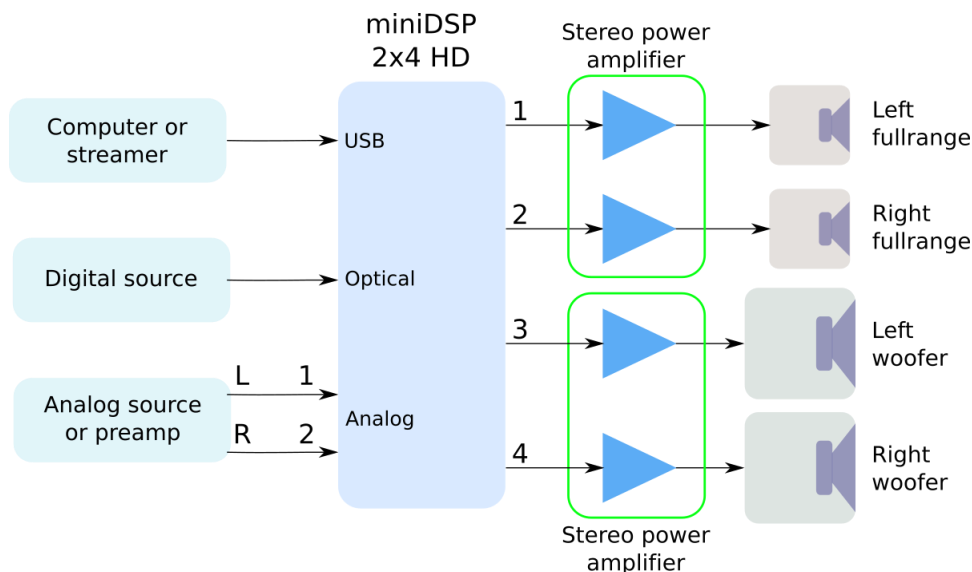 miniDSP
2x4 HD
Stereo power
amplifier
Computer or
streamer
USB
1
Left
fullrange
2
Right
fullrange
Digital source
Optical
3
Left
woofer
Analog source
or preamp
L
1
R
2
Analog
4
Right
woofer
Stereo power
amplifier